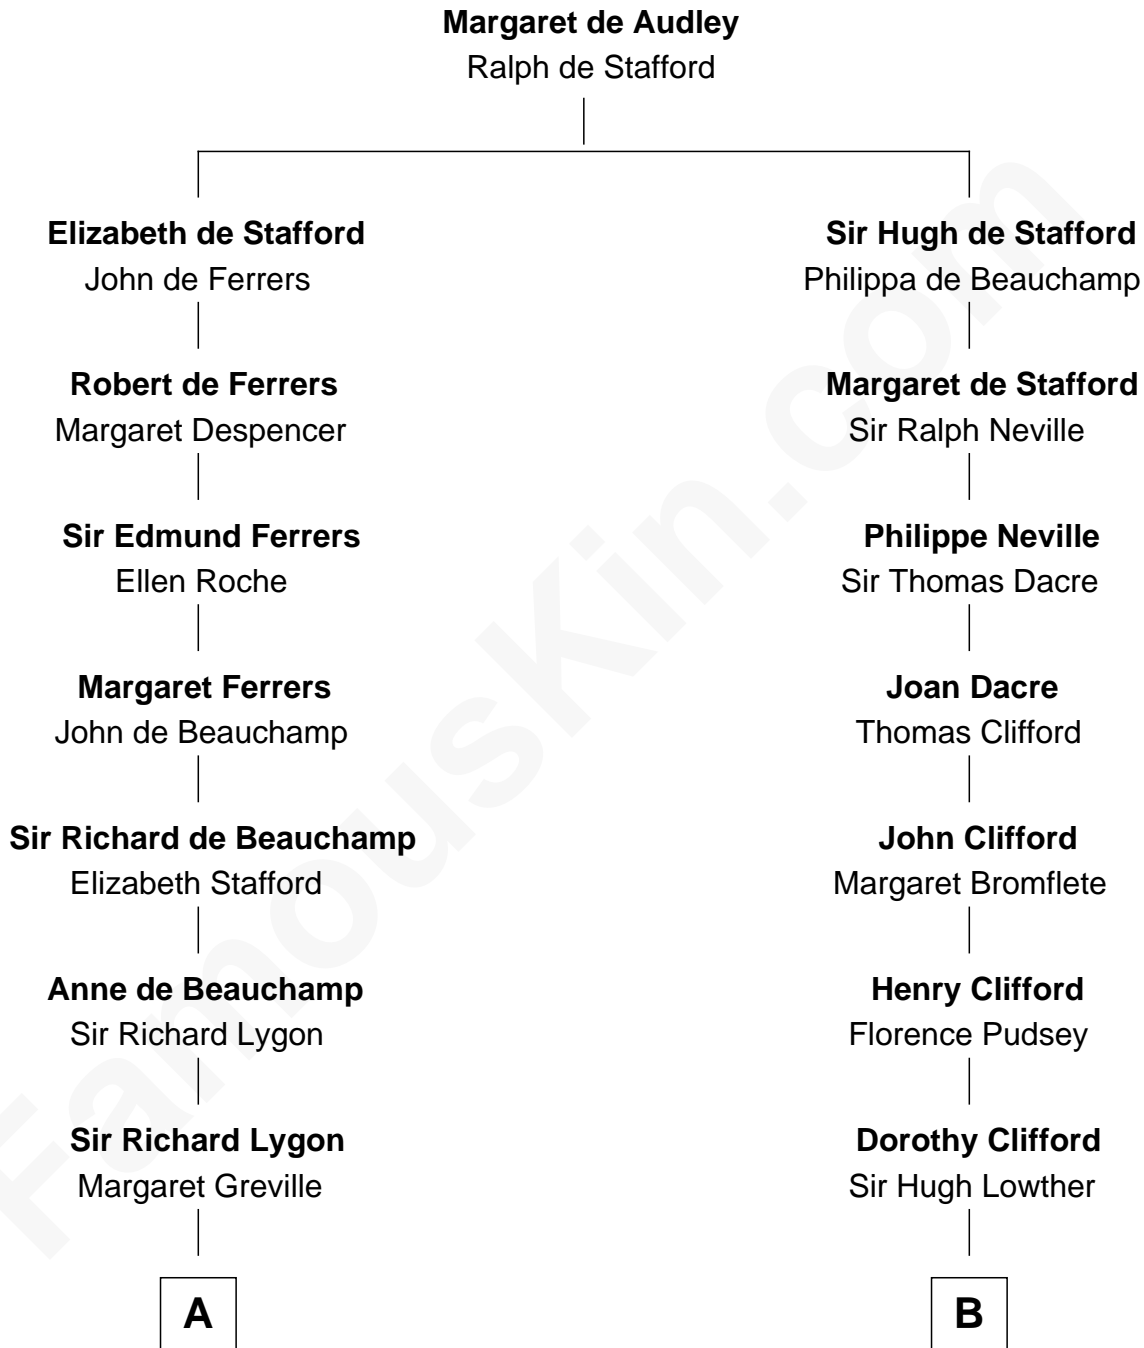 Margaret de Audley
Ralph de Stafford
Elizabeth de Stafford
John de Ferrers
Sir Hugh de Stafford
Philippa de Beauchamp
Robert de Ferrers
Margaret Despencer
Margaret de Stafford
Sir Ralph Neville
Sir Edmund Ferrers
Ellen Roche
Philippe Neville
Sir Thomas Dacre
Margaret Ferrers
John de Beauchamp
Joan Dacre
Thomas Clifford
Sir Richard de Beauchamp
Elizabeth Stafford
John Clifford
Margaret Bromflete
Anne de Beauchamp
Sir Richard Lygon
Henry Clifford
Florence Pudsey
Sir Richard Lygon
Margaret Greville
Dorothy Clifford
Sir Hugh Lowther
A
B
FamousKin.com